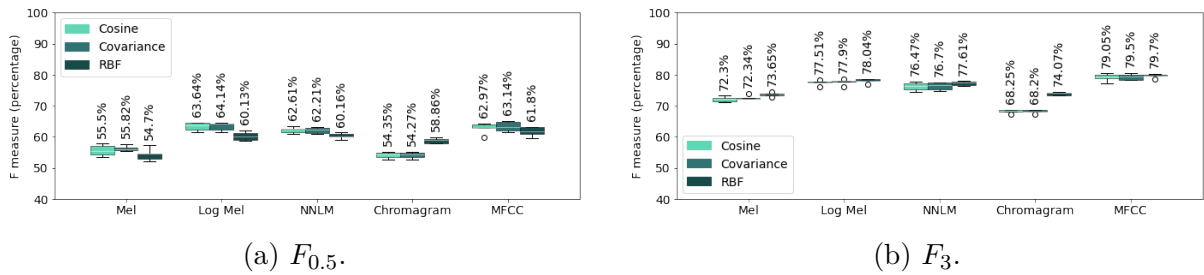 100
90
80
70
60
50
40
F measure (percentage)
Cosine
Covariance
RBF
55.5%
55.82%
54.7%
63.64%
64.14%
60.13%
62.61%
62.21%
60.16%
54.35%
54.27%
58.86%
62.97%
63.14%
61.8%
Mel
Log Mel
NNLM
Chromagram
MFCC
(a) F0.5.
100
90
80
70
60
50
40
F measure (percentage)
72.3%
72.34%
73.65%
77.51%
77.9%
78.04%
76.47%
76.7%
77.61%
68.25%
68.2%
74.07%
79.05%
79.5%
79.7%
Cosine
Covariance
RBF
Mel
Log Mel
NNLM
Chromagram
MFCC
(b) F3.